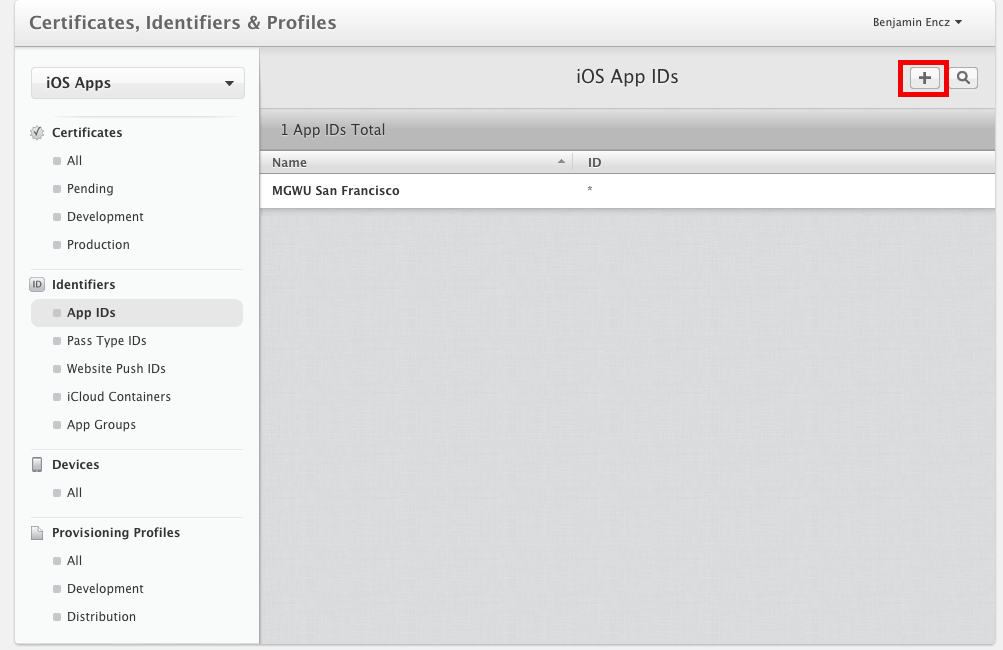 Certificates, Identifiers & Profiles
Benjamin Encz
iOS Apps
Certificates
All
Pending
Development
Production
ID Identifiers
App IDs
Pass Type IDs
Website Push IDs
iCloud Containers
App Groups
Devices
All
Provisioning Profiles
All
Development
Distribution
iOS App IDs
1 App IDs Total
Name ID
MGWU San Francisco *